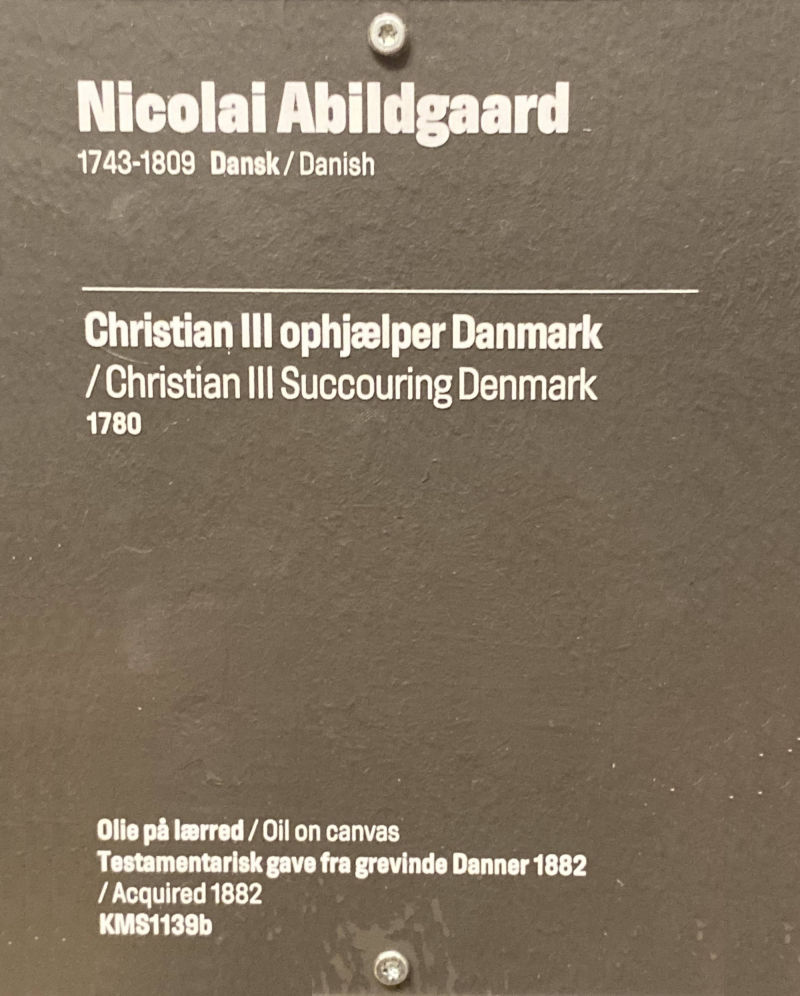 Nicolai Abildgaard
1743-1809 Dansk / Danish
Christian III ophjælper Danmark
/ Christian III Succouring Denmark
1780
Olie på lærred / Oil on canvas
Testamentarisk gave fra grevinde Danner 1882
/ Acquired 1882
KMS1139b